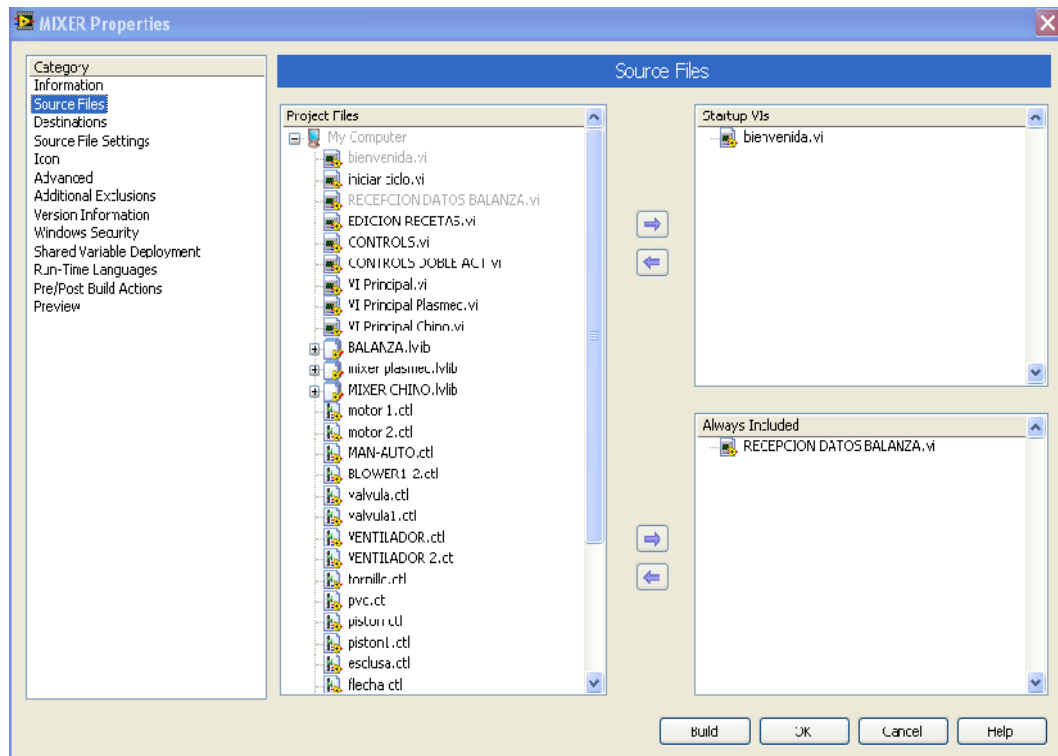 MIXER Properties
Category
Information
Source Files
Destinations
Source File Settings
Icon
Advanced
Additional Exclusions
Version Information
Windows Security
Shared Variable Deployment
Run-Time Languages
Pre/Post Build Actions
Preview
Source Files
Project Files
My Computer
bienvenida.vi
iniciar ciclo.vi
RECEPCION DATOS BALANZA.vi
EDICION RECETAS.vi
CONTROLS.vi
CONTROLS DOBLE ACT.vi
VI Principal.vi
VI Principal Plasmec.vi
VI Principal Chino.vi
BALANZA.lvlib
mixer plasmec.lvlib
MIXER CHINO.lvlib
motor 1.ctl
motor 2.ctl
MAN-AUTO.ctl
BLOWER1 2.ctl
valvula.ctl
valvula1.ctl
VENTILADOR.ctl
VENTILADOR 2.ct
tornillo.ctl
pvc.ct
piston.ctl
piston1.ctl
esclusa.ctl
flecha.ctl
Startup VIs
bienvenida.vi
Always Included
RECEPCION DATOS BALANZA.vi
Build
OK
Cancel
Help